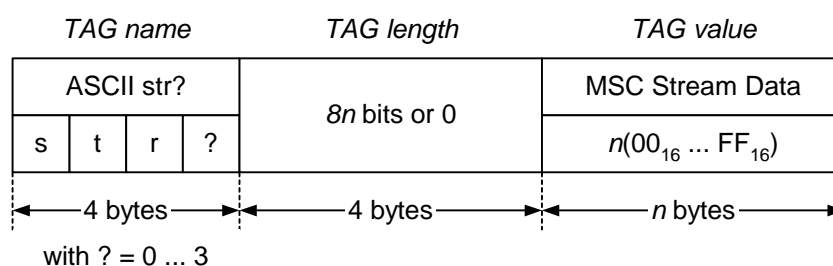 TAG name TAG length TAG value
ASCII str? 8n bits or 0 MSC Stream Data
s t r ? n(00₁₆ ... FF₁₆)
4 bytes 4 bytes n bytes
with ? = 0 ... 3